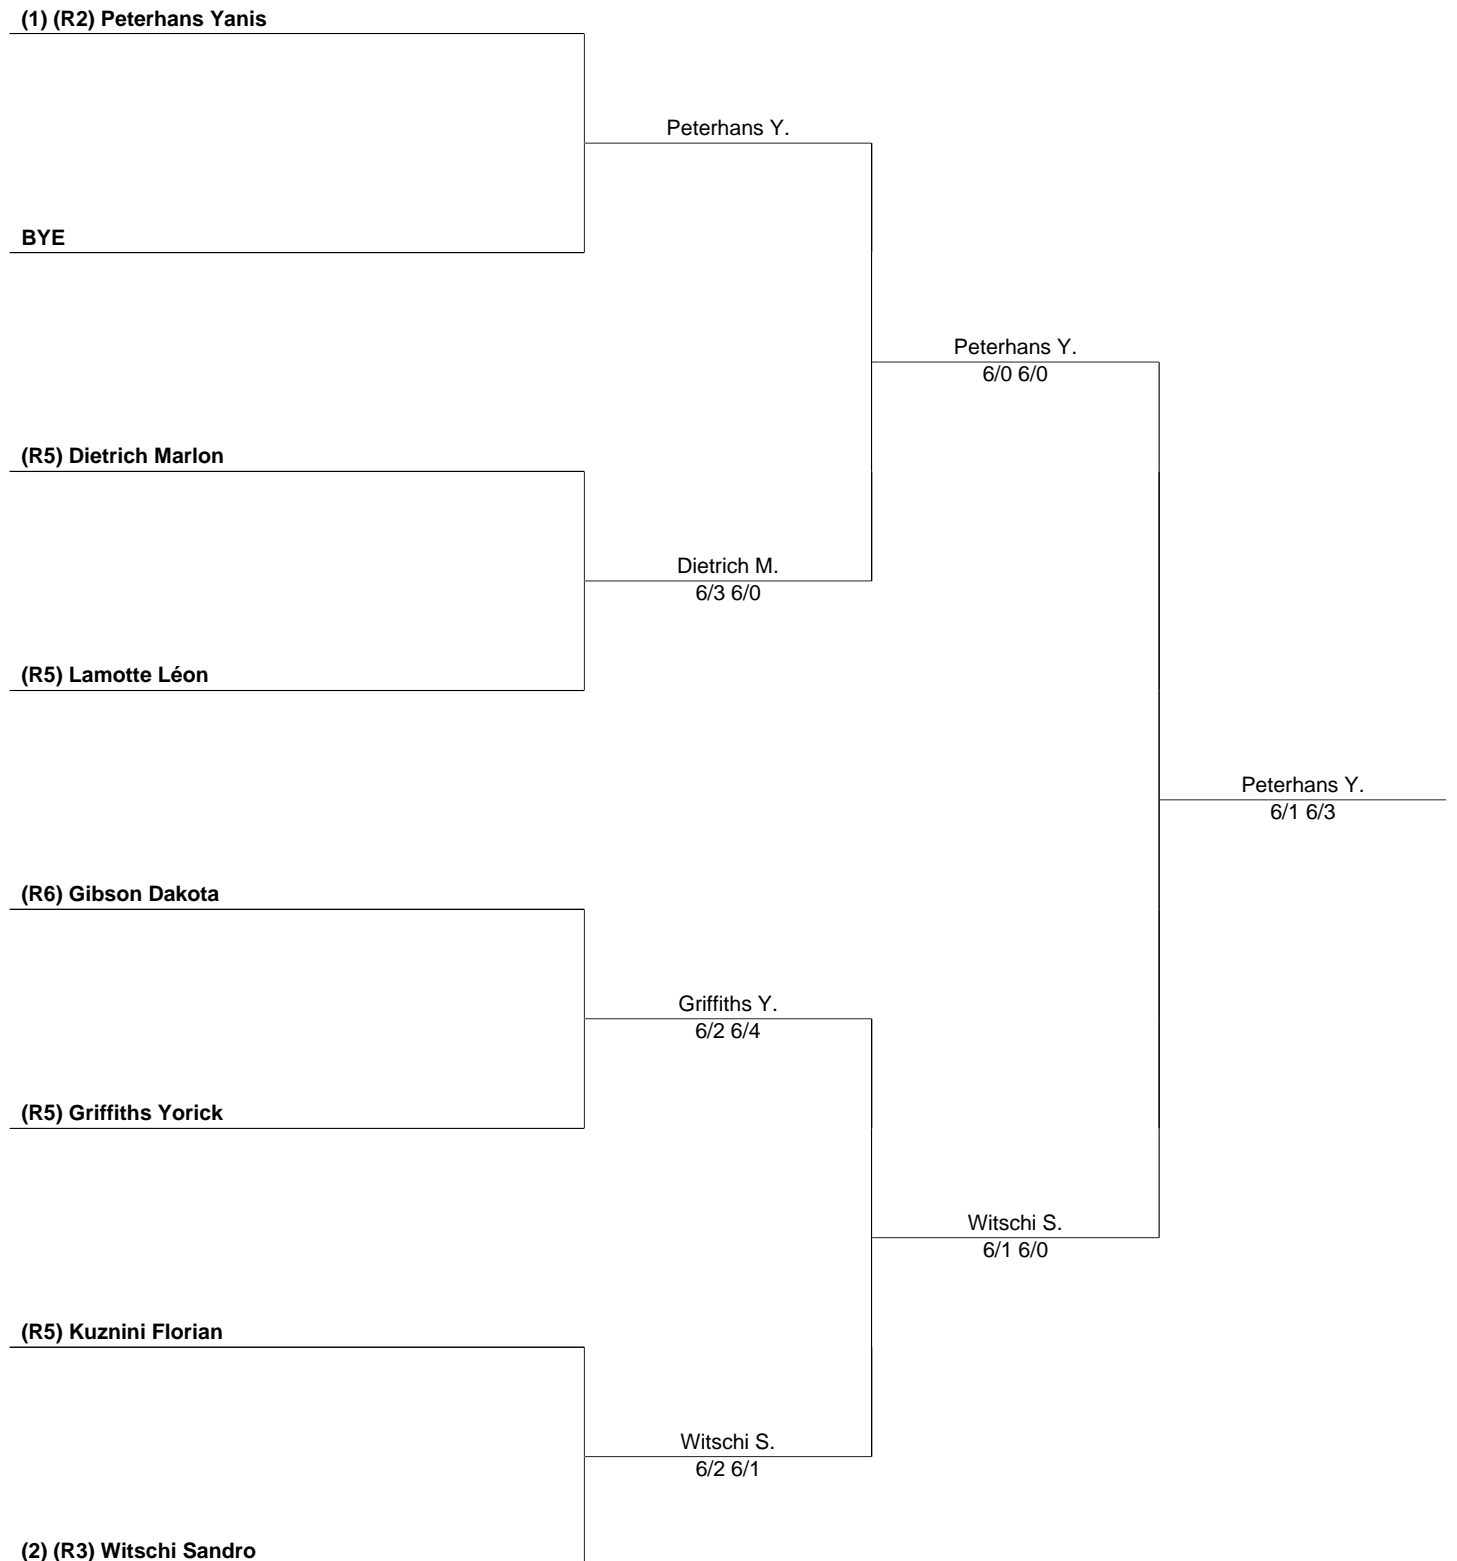 (1) (R2) Peterhans Yanis
Peterhans Y.
BYE
Peterhans Y.
6/0 6/0
(R5) Dietrich Marlon
Dietrich M.
6/3 6/0
(R5) Lamotte Léon
Peterhans Y.
6/1 6/3
(R6) Gibson Dakota
Griffiths Y.
6/2 6/4
(R5) Griffiths Yorick
Witschi S.
6/1 6/0
(R5) Kuznini Florian
Witschi S.
6/2 6/1
(2) (R3) Witschi Sandro